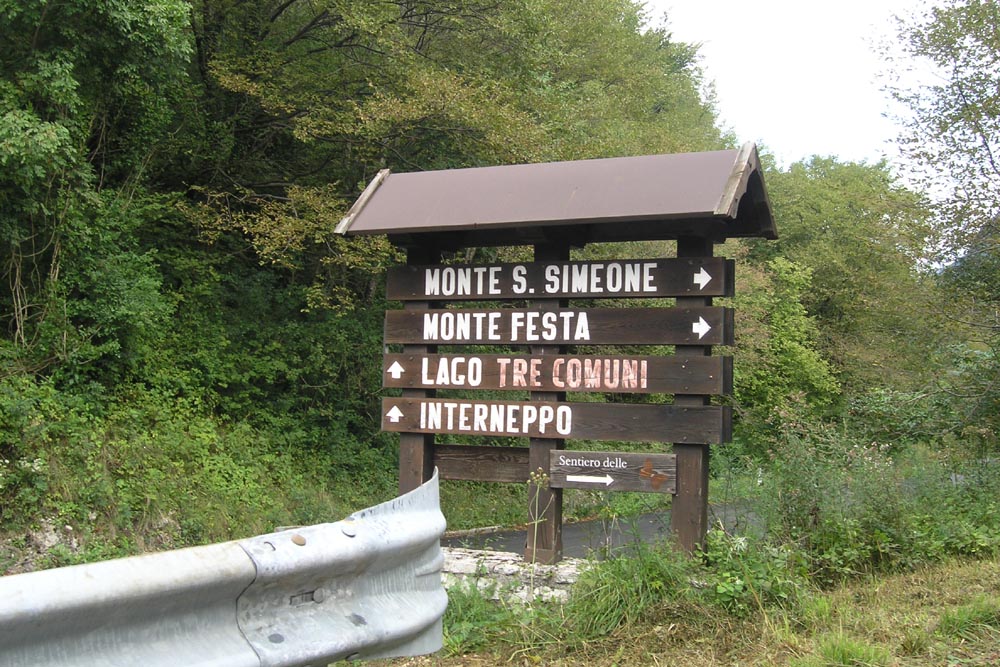 MONTE S. SIMEONE
MONTE FESTA
LAGO TRE COMUNI
INTERNEPPO
Sentiero delle